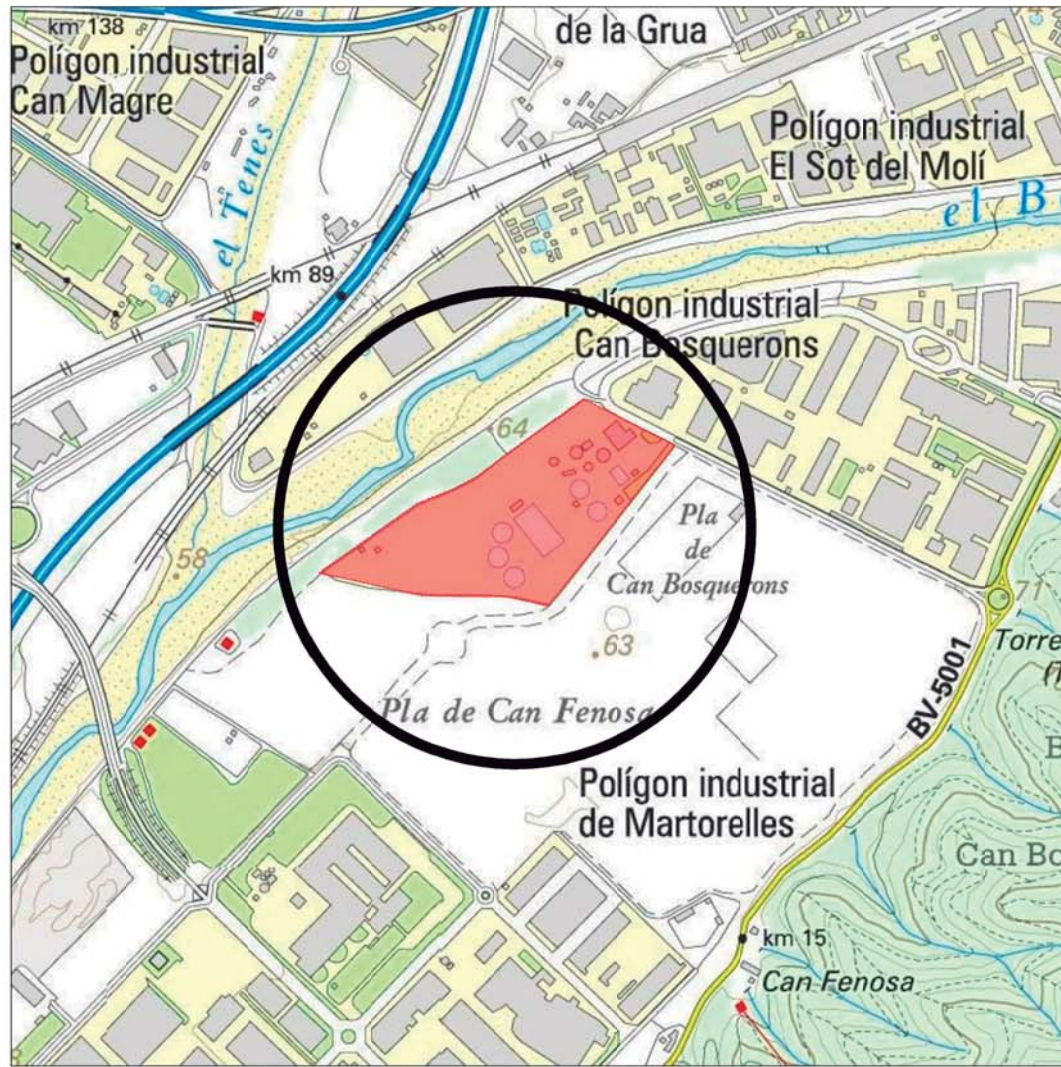 km 138
de la Grua
Polígon industrial
Can Magre
Polígon industrial
El Sot del Molí
el Tenes
el B
km 89
Polígon industrial
Can Bosquerons
64
Pla
de
Can Bosquerons
58
71
63
Torre
BV-5001
Pla de Can Fenosa
Polígon industrial
de Martorelles
Can Bo
km 15
Can Fenosa